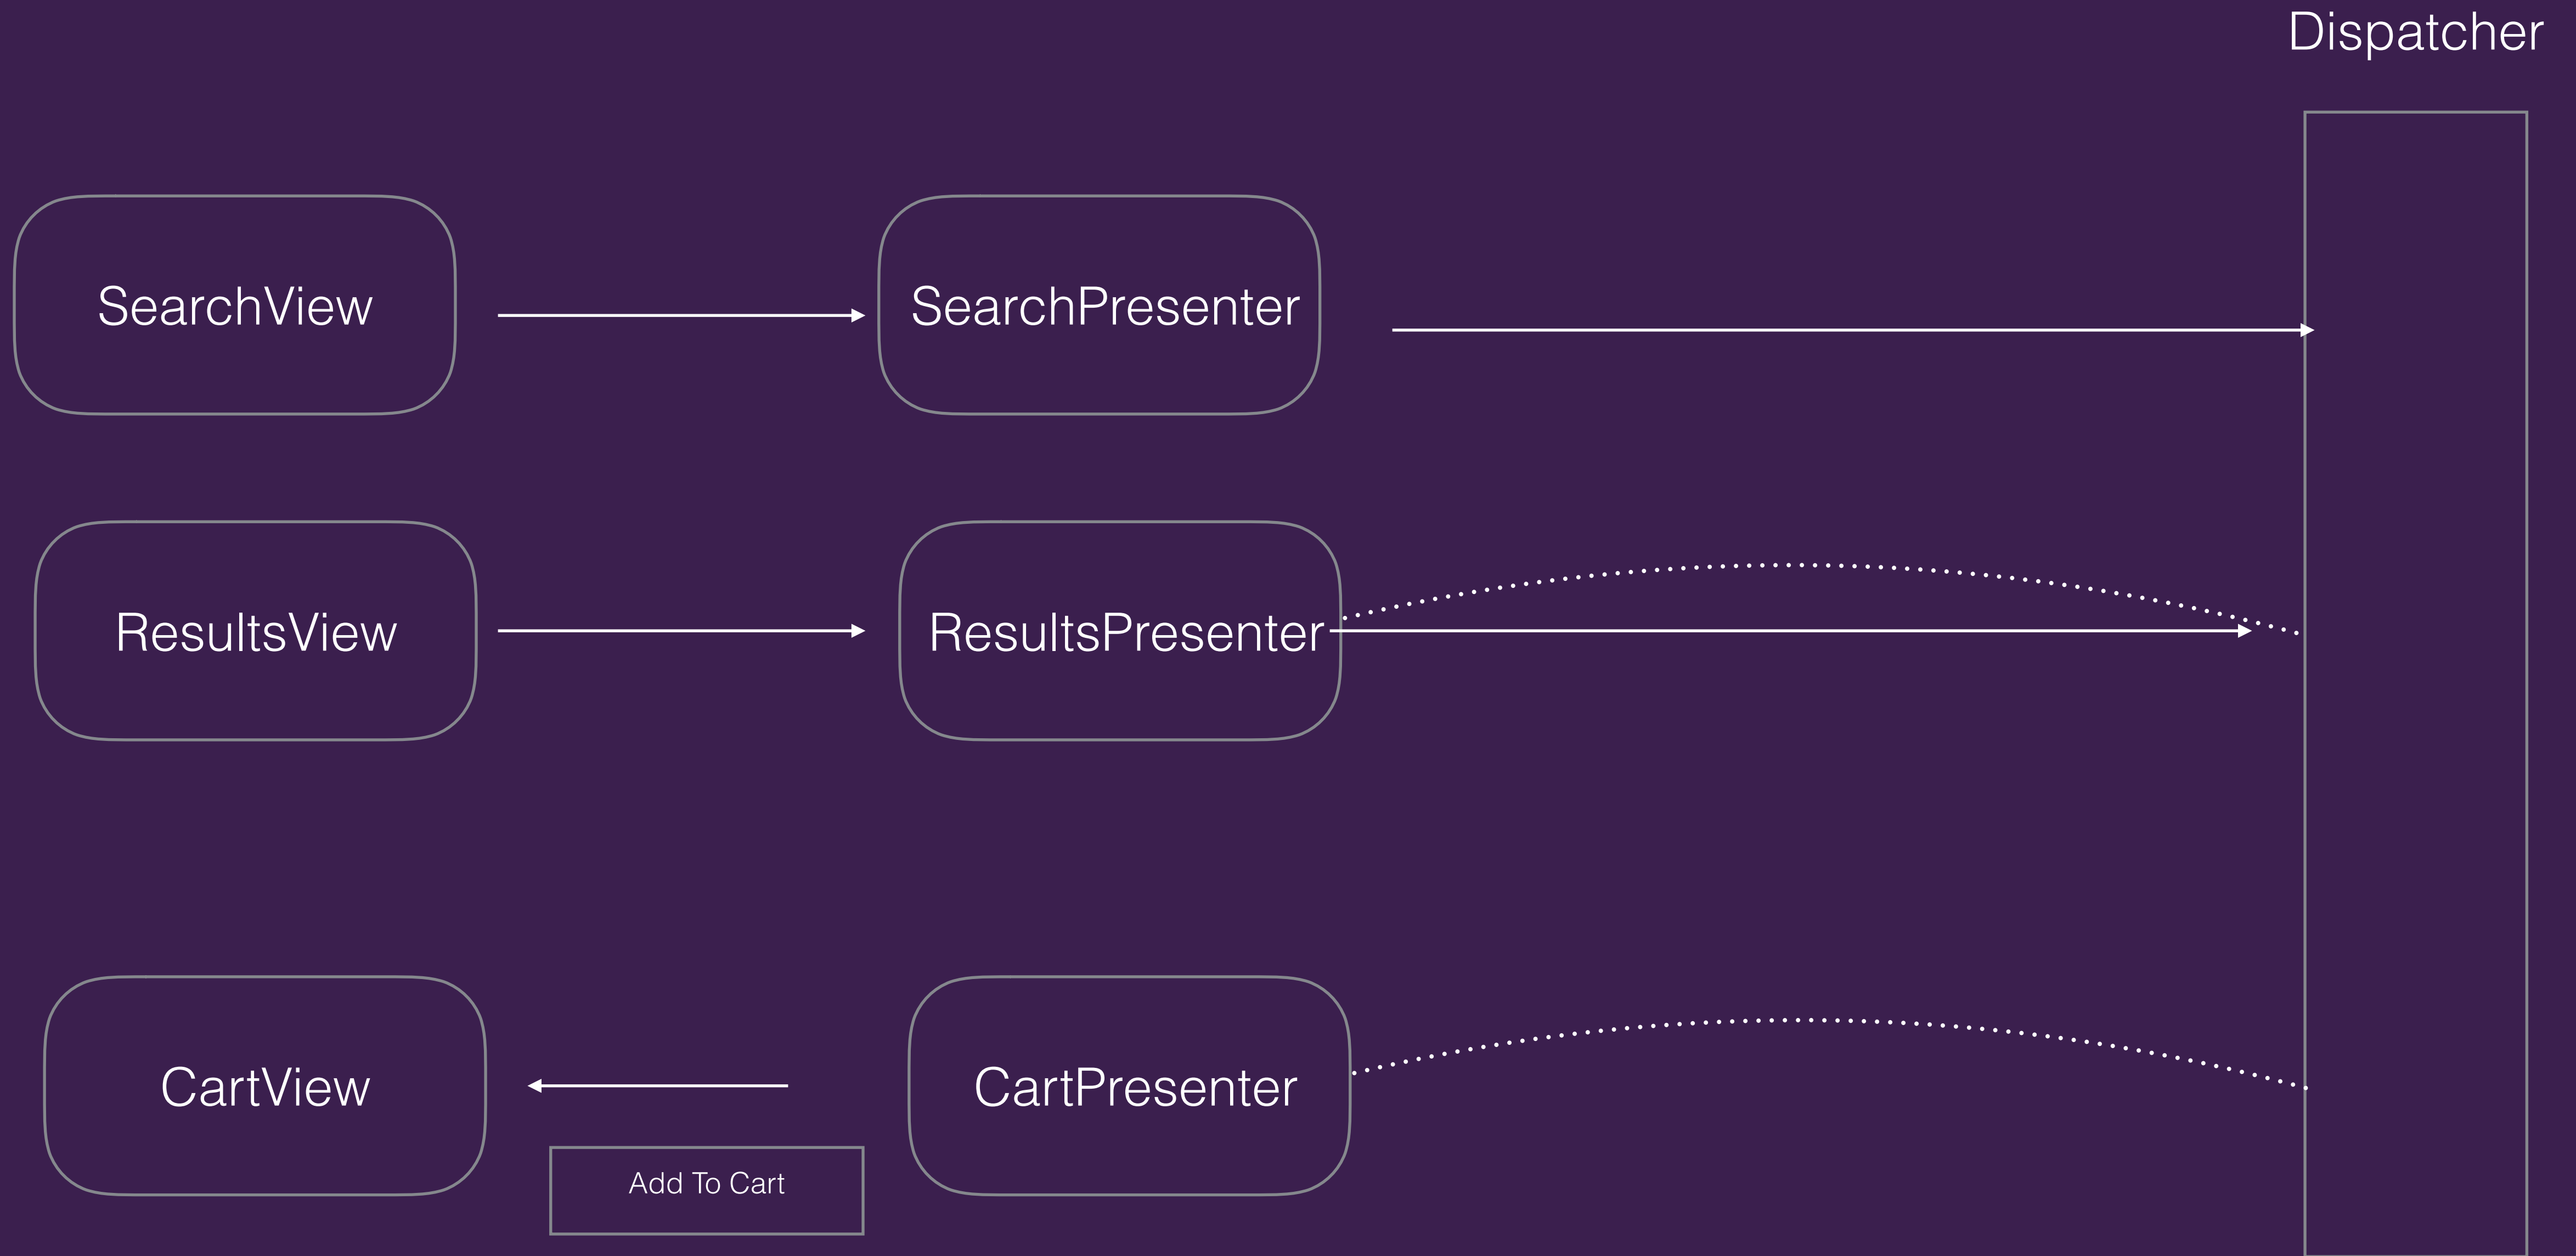 Dispatcher
SearchView
SearchPresenter
ResultsView
ResultsPresenter
CartView
CartPresenter
Add To Cart